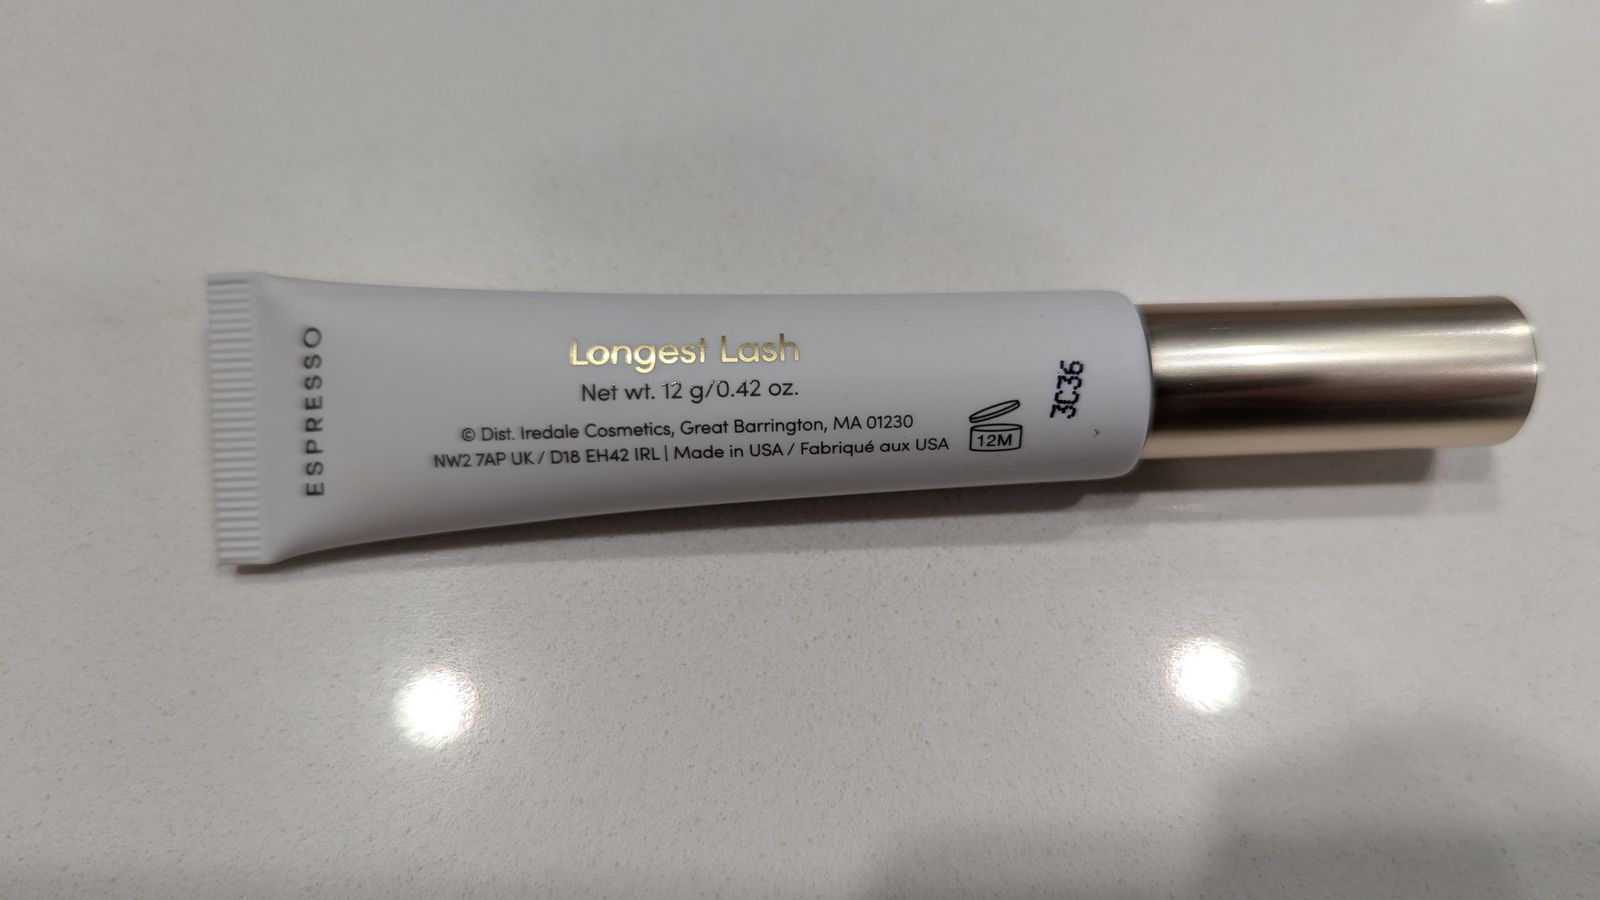 ESPRESSO
Longest Lash
Net wt. 12 g/0.42 oz.
© Dist. Iredale Cosmetics, Great Barrington, MA 01230
NW2 7AP UK / D18 EH42 IRL | Made in USA / Fabriqué aux USA
12M
3C36